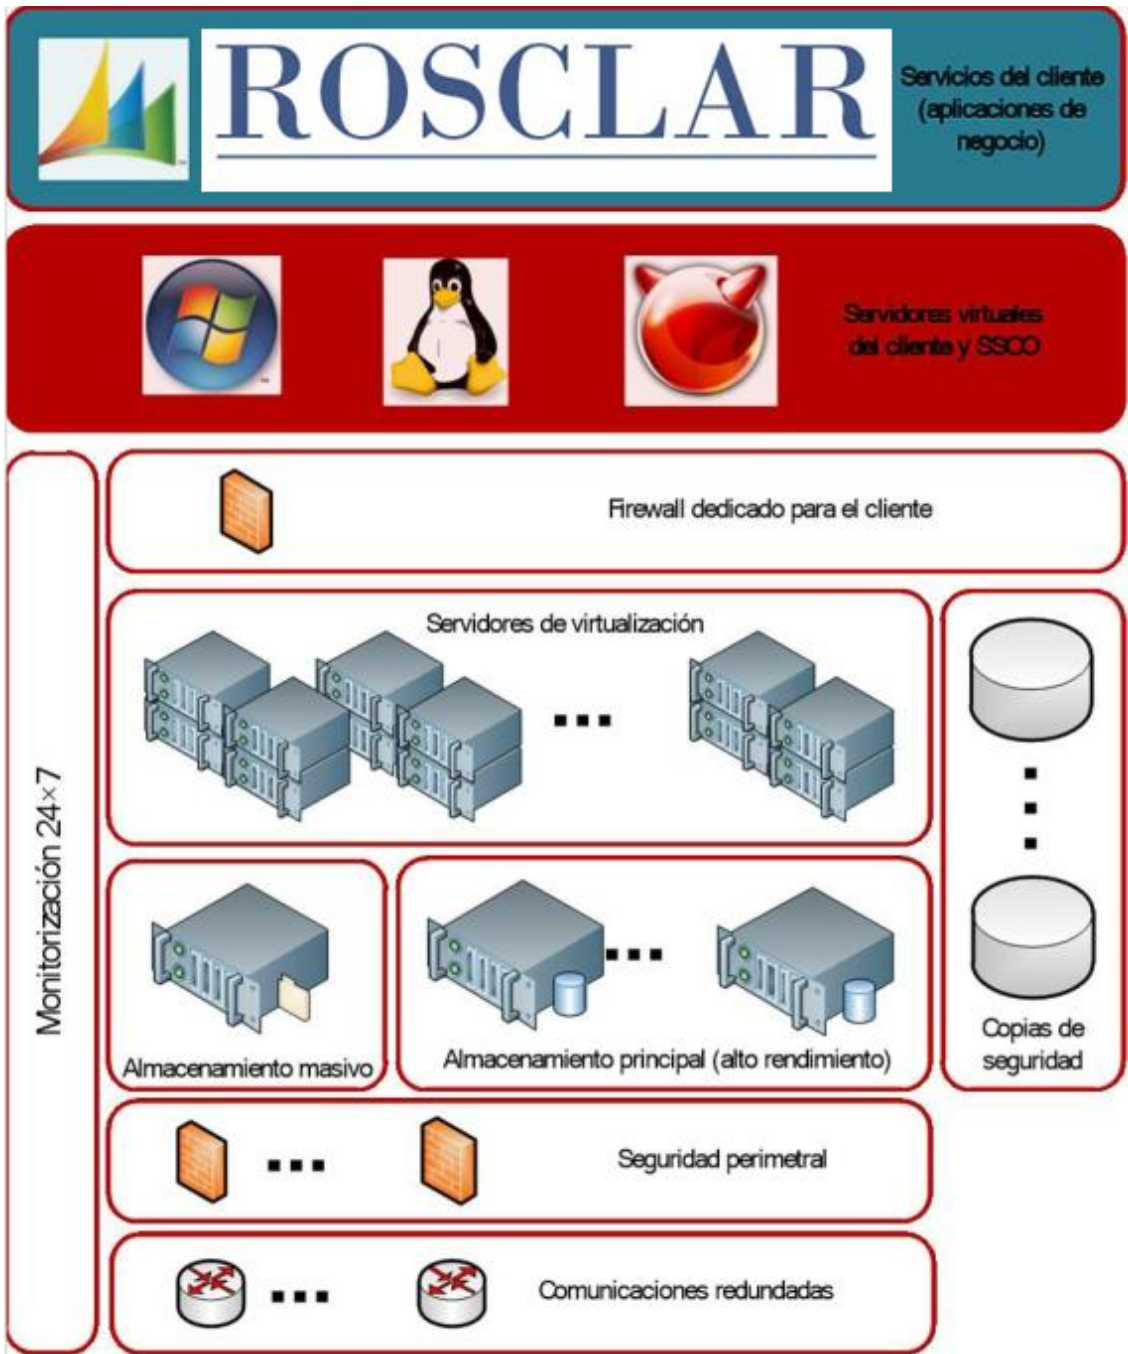 ROSCLAR
Servicios del cliente
(aplicaciones de
negocio)
Servidores virtuales
del cliente y SSCO
Firewall dedicado para el cliente
Servidores de virtualización
Monitorización 24×7
Almacenamiento masivo
Almacenamiento principal (alto rendimiento)
Copias de
seguridad
Seguridad perimetral
Comunicaciones redundadas